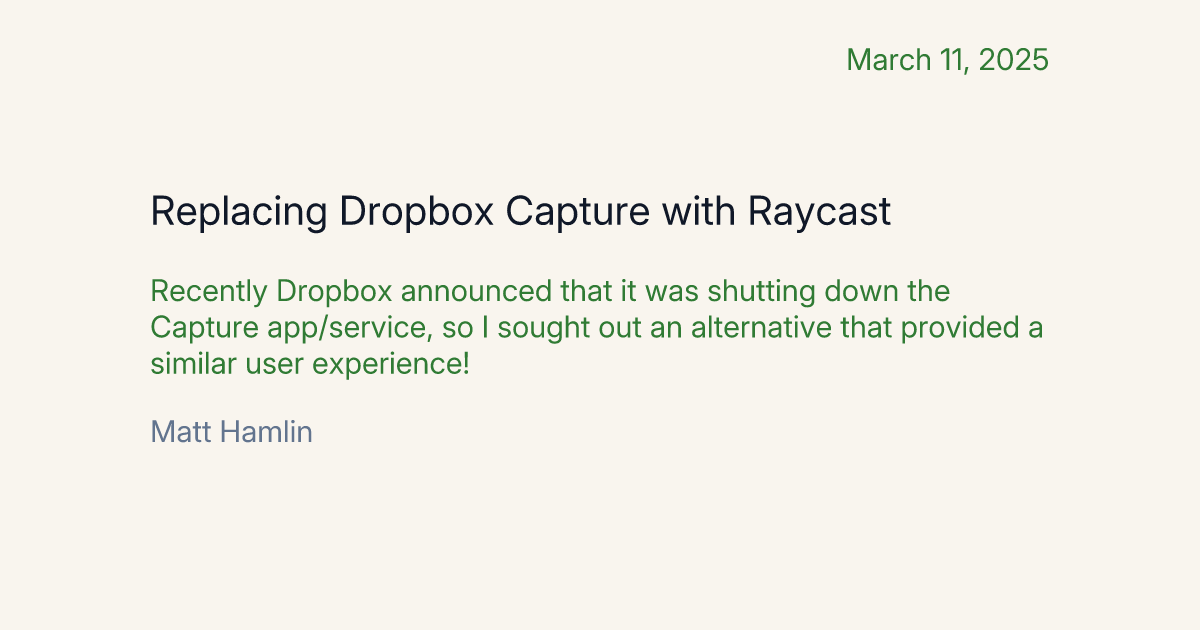 March 11, 2025
Replacing Dropbox Capture with Raycast
Recently Dropbox announced that it was shutting down the
Capture app/service, so I sought out an alternative that provided a
similar user experience!
Matt Hamlin